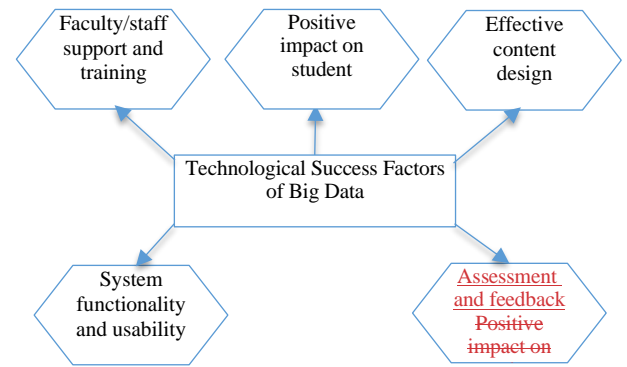 Faculty/staff
support and
training
Positive
impact on
student
Effective
content
design
Technological Success Factors
of Big Data
System
functionality
and usability
Assessment
and feedback
Positive
impact on